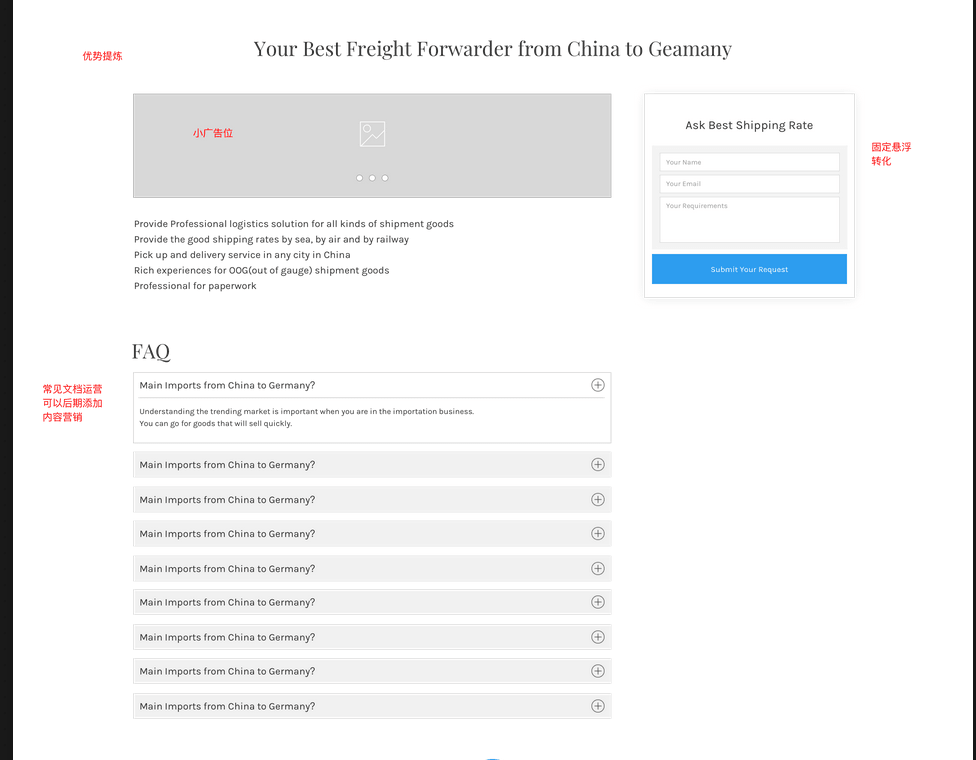 优势提炼
Your Best Freight Forwarder from China to Geamany
小广告位
Ask Best Shipping Rate
Your Name
Your Email
Your Requirements
Submit Your Request
固定悬浮
转化
Provide Professional logistics solution for all kinds of shipment goods
Provide the good shipping rates by sea, by air and by railway
Pick up and delivery service in any city in China
Rich experiences for OOG(out of gauge) shipment goods
Professional for paperwork
FAQ
常见文档运营
可以后期添加
内容营销
Main Imports from China to Germany?
Understanding the trending market is important when you are in the importation business.
You can go for goods that will sell quickly.
Main Imports from China to Germany?
Main Imports from China to Germany?
Main Imports from China to Germany?
Main Imports from China to Germany?
Main Imports from China to Germany?
Main Imports from China to Germany?
Main Imports from China to Germany?
Main Imports from China to Germany?